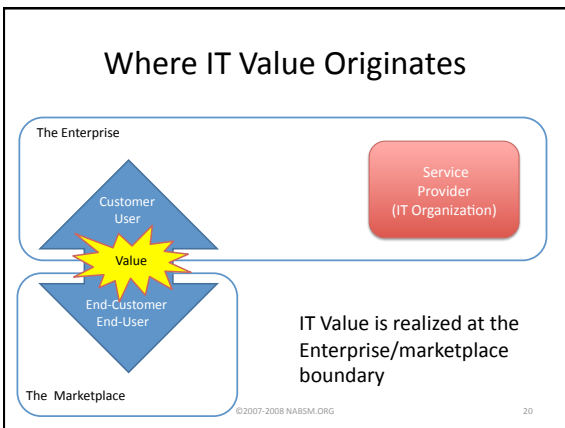 Where IT Value Originates
The Enterprise
Customer
User
Service
Provider
(IT Organization)
Value
End-Customer
End-User
IT Value is realized at the
Enterprise/marketplace
boundary
The Marketplace
©2007-2008 NABSM.ORG
20